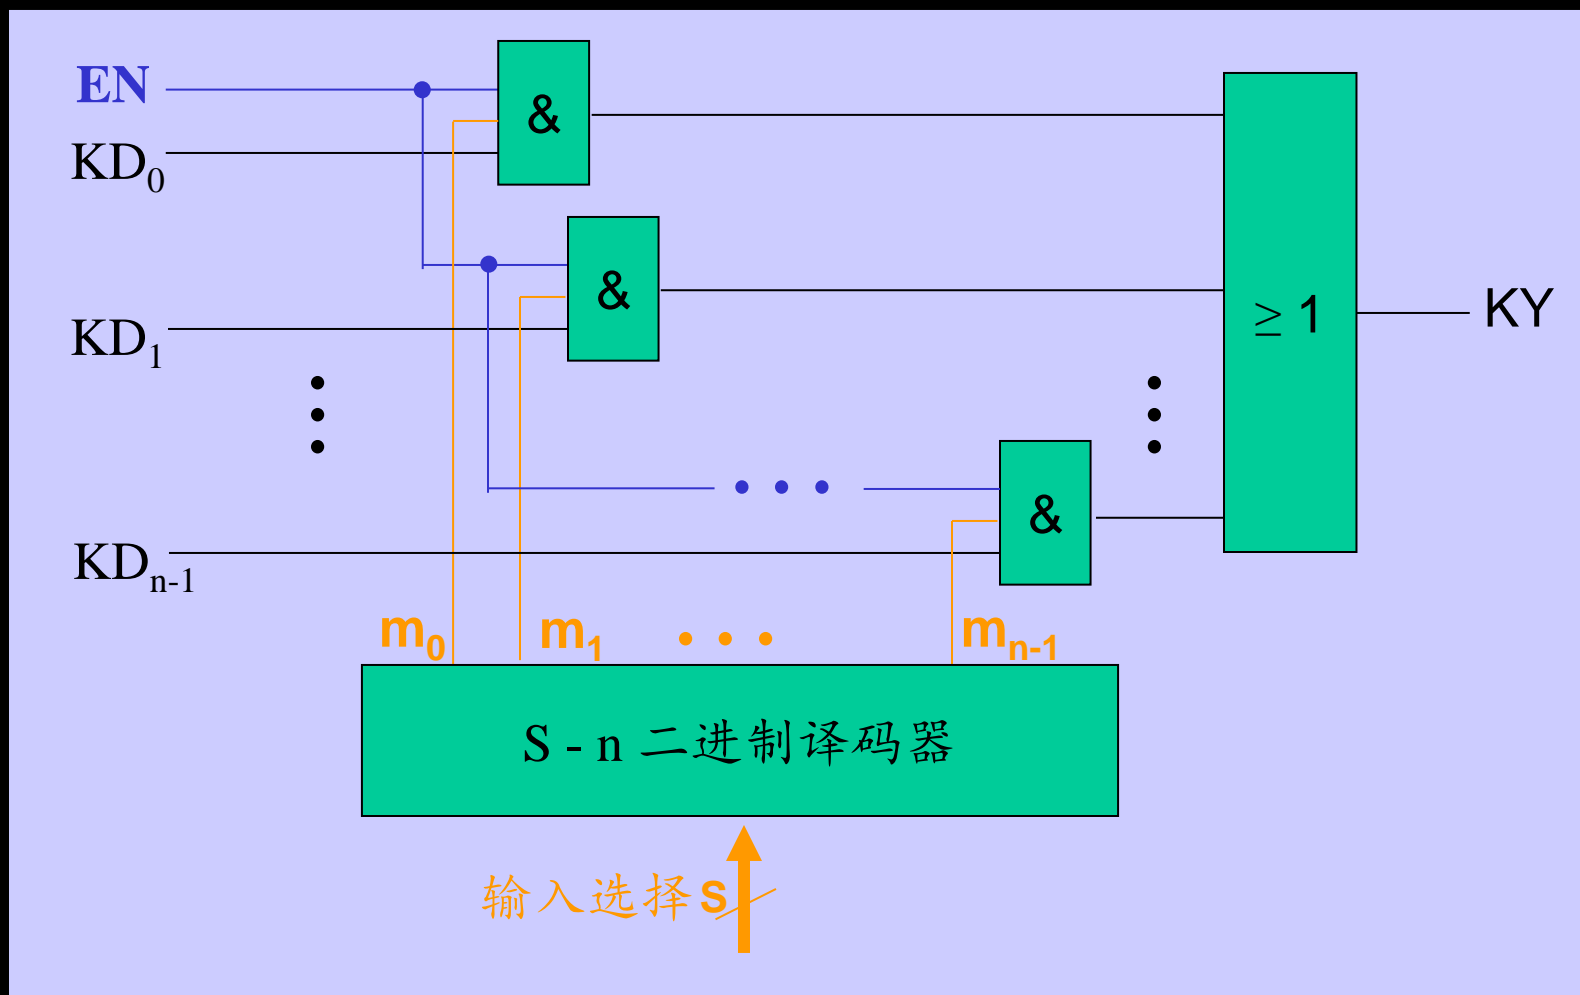 EN
KD0
&
KD1
&
≥ 1
KY
&
KDn-1
m0 m1 • • • mn-1
S - n 二进制译码器
输入选择 S